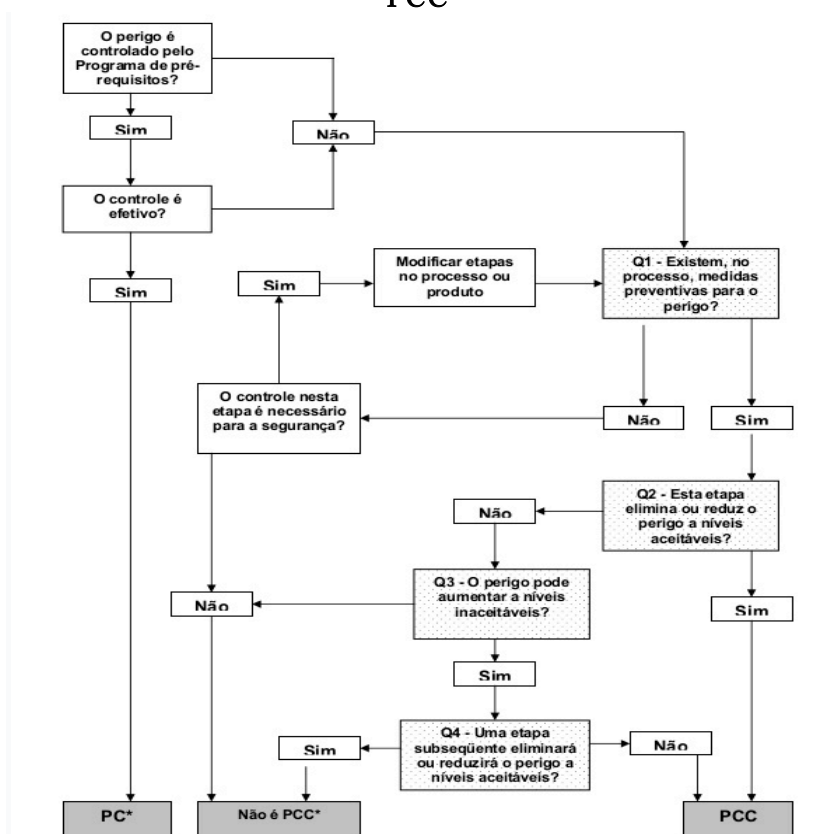 PCC
O perigo é
controlado pelo
Programa de pré-
requisitos?
Sim
Não
O controle é
efetivo?
Sim
Sim
Modificar etapas
no processo ou
produto
Q1 - Existem, no
processo, medidas
preventivas para o
perigo?
O controle nesta
etapa é necessário
para a segurança?
Não
Sim
Q2 - Esta etapa
elimina ou reduz o
perigo a níveis
aceitáveis?
Não
Q3 - O perigo pode
aumentar a níveis
inaceitáveis?
Não
Sim
Sim
Q4 - Uma etapa
subseqüente eliminará
ou reduzirá o perigo a
níveis aceitáveis?
Sim
Não
PC*
Não é PCC*
PCC